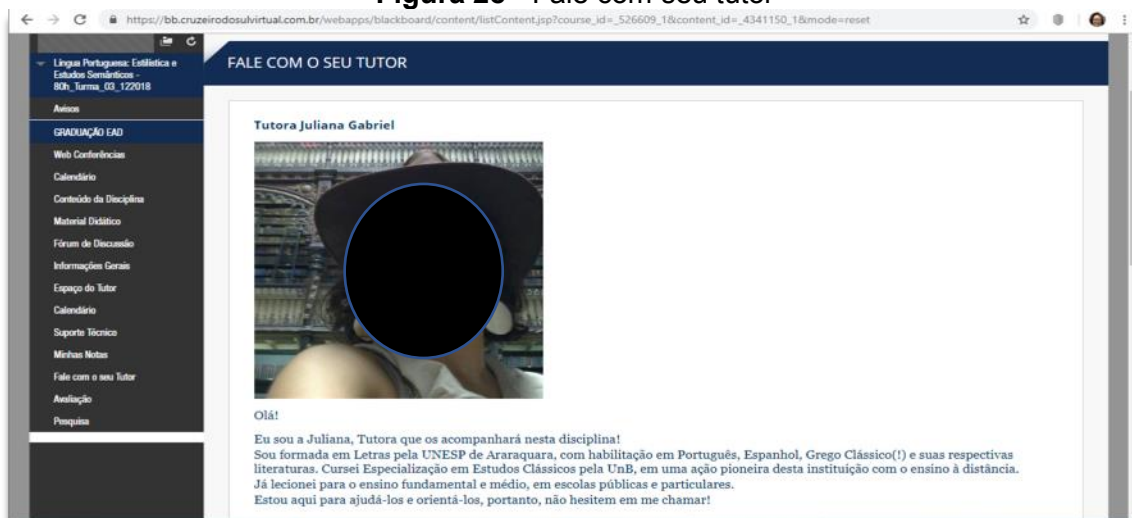 Figura 26 - Fale com seu tutor
https://bb.cruzeirodosulvirtual.com.br/webapps/blackboard/content/listContent.jsp?course_id=_526609_1&content_id=_4341150_1&mode=reset
Língua Portuguesa: Estilística e
Estudos Semânticos -
80h_Turma_03_122018
Avisos
GRADUAÇÃO EAD
Web Conferências
Calendário
Conteúdo da Disciplina
Material Didático
Fórum de Discussão
Informações Gerais
Espaço do Tutor
Calendário
Suporte Técnico
Minhas Notas
Fale com o seu Tutor
Avaliação
Pesquisa
FALE COM O SEU TUTOR
Tutora Juliana Gabriel
Olá!
Eu sou a Juliana, Tutora que os acompanhará nesta disciplina!
Sou formada em Letras pela UNESP de Araraquara, com habilitação em Português, Espanhol, Grego Clássico(!) e suas respectivas
literaturas. Cursei Especialização em Estudos Clássicos pela UnB, em uma ação pioneira desta instituição com o ensino à distância.
Já lecionei para o ensino fundamental e médio, em escolas públicas e particulares.
Estou aqui para ajudá-los e orientá-los, portanto, não hesitem em me chamar!